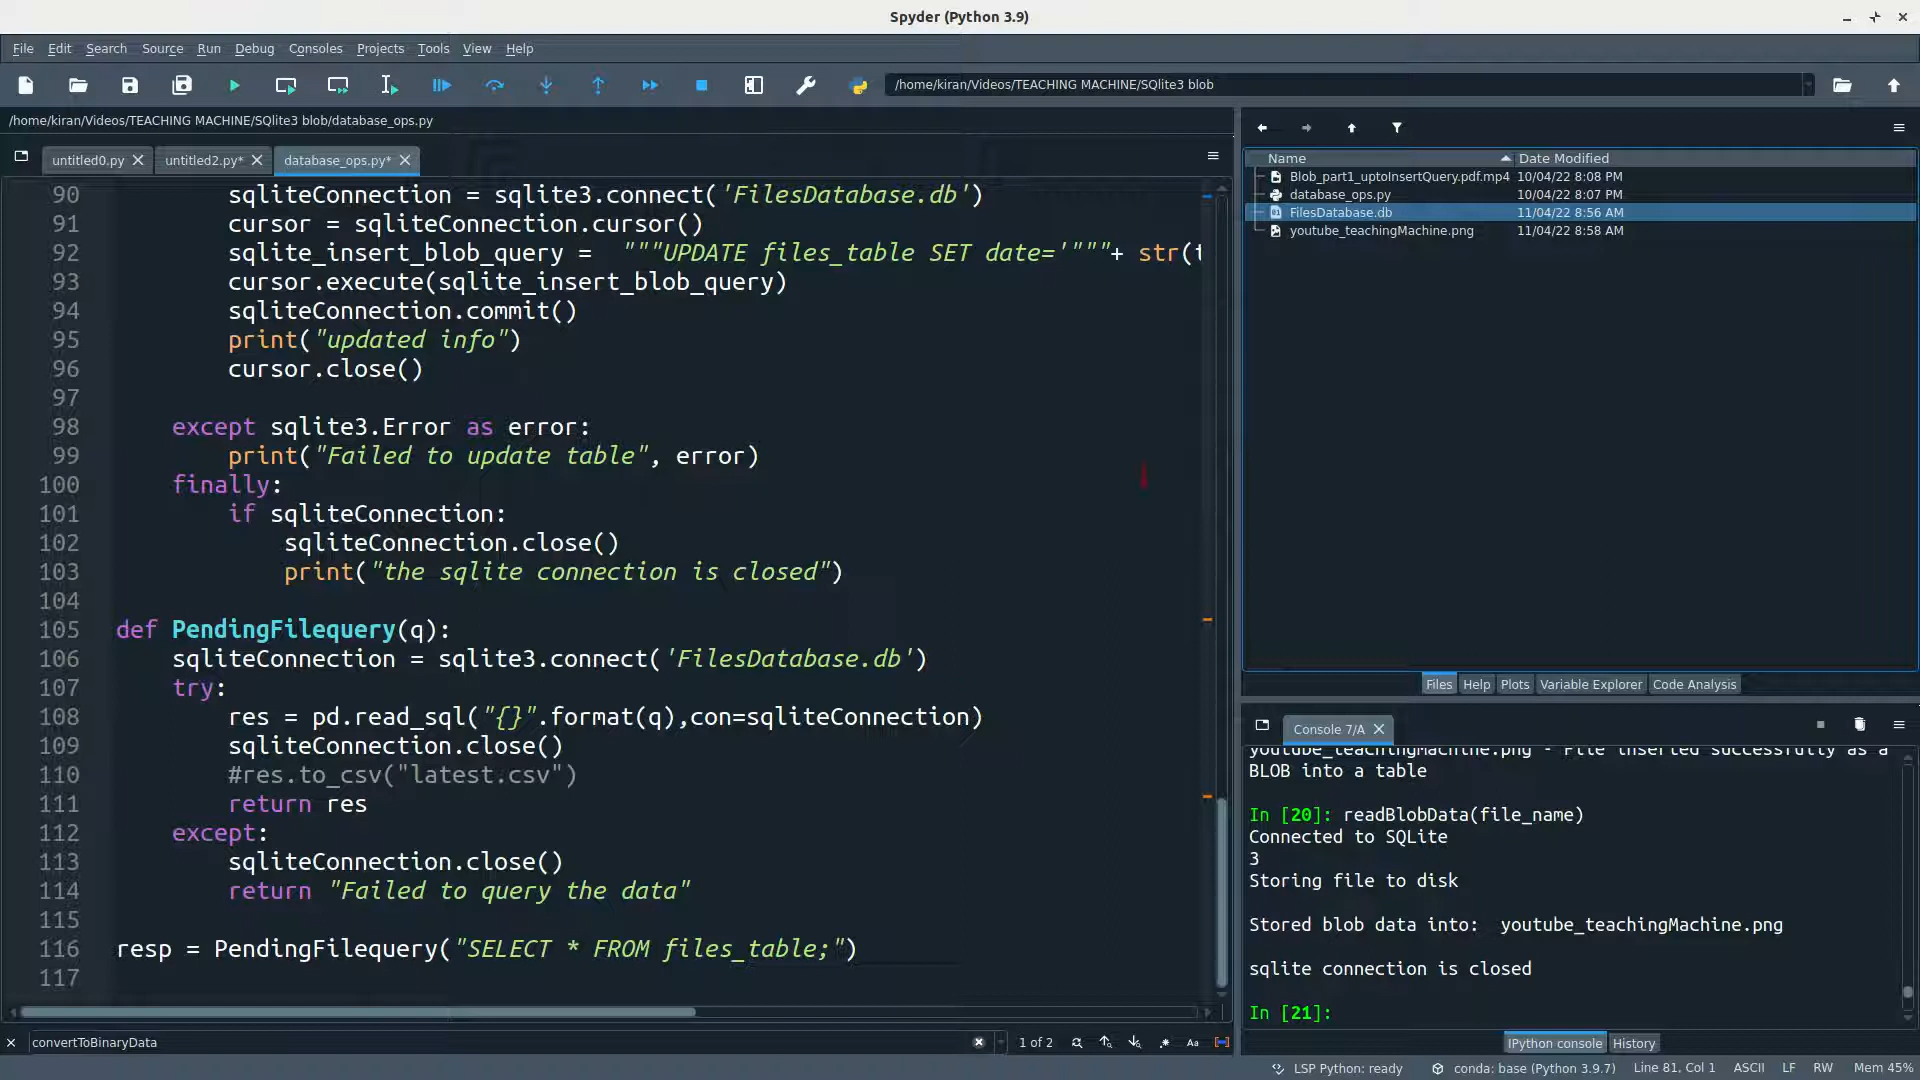 Spyder (Python 3.9)
File Edit Search Source Run Debug Consoles Projects Tools View Help
/home/kiran/Videos/TEACHING MACHINE/SQlite3 blob
/home/kiran/Videos/TEACHING MACHINE/SQlite3 blob/database_ops.py
untitled0.py untitled2.py* database_ops.py*
90 sqliteConnection = sqlite3.connect('FilesDatabase.db')
91 cursor = sqliteConnection.cursor()
92 sqlite_insert_blob_query = """UPDATE files_table SET date='"""+ str(t
93 cursor.execute(sqlite_insert_blob_query)
94 sqliteConnection.commit()
95 print("updated info")
96 cursor.close()
97
98 except sqlite3.Error as error:
99 print("Failed to update table", error)
100 finally:
101 if sqliteConnection:
102 sqliteConnection.close()
103 print("the sqlite connection is closed")
104
105 def PendingFilequery(q):
106 sqliteConnection = sqlite3.connect('FilesDatabase.db')
107 try:
108 res = pd.read_sql("{}".format(q),con=sqliteConnection)
109 sqliteConnection.close()
110 #res.to_csv("latest.csv")
111 return res
112 except:
113 sqliteConnection.close()
114 return "Failed to query the data"
115
116 resp = PendingFilequery("SELECT * FROM files_table;")
117
convertToBinaryData 1 of 2 Aa
Name Date Modified
Blob_part1_uptoInsertQuery.pdf.mp4 10/04/22 8:08 PM
database_ops.py 10/04/22 8:07 PM
FilesDatabase.db 11/04/22 8:56 AM
youtube_teachingMachine.png 11/04/22 8:58 AM
Files Help Plots Variable Explorer Code Analysis
Console 7/A
youtube_teachingMachine.png - File inserted successfully as a
BLOB into a table
In [20]: readBlobData(file_name)
Connected to SQLite
3
Storing file to disk
Stored blob data into: youtube_teachingMachine.png
sqlite connection is closed
In [21]:
IPython console History
LSP Python: ready conda: base (Python 3.9.7) Line 81, Col 1 ASCII LF RW Mem 45%